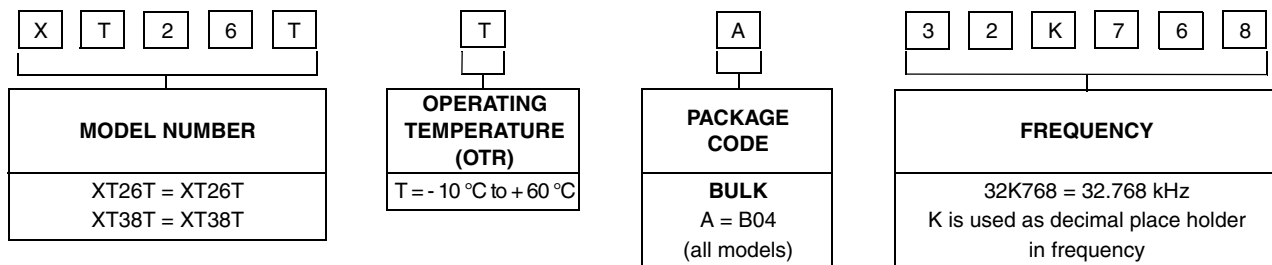 X T 2 6 T T A 3 2 K 7 6 8
MODEL NUMBER
XT26T = XT26T
XT38T = XT38T
OPERATING
TEMPERATURE
(OTR)
T = - 10 °C to + 60 °C
PACKAGE
CODE
BULK
A = B04
(all models)
FREQUENCY
32K768 = 32.768 kHz
K is used as decimal place holder
in frequency